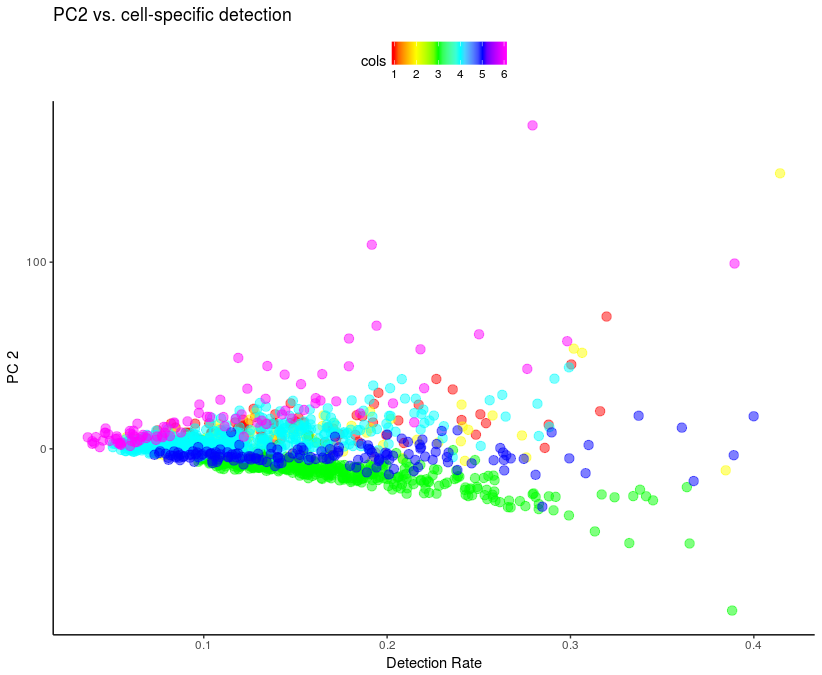 PC2 vs. cell-specific detection
cols
1 2 3 4 5 6
100
0
PC 2
0.1 0.2 0.3 0.4
Detection Rate